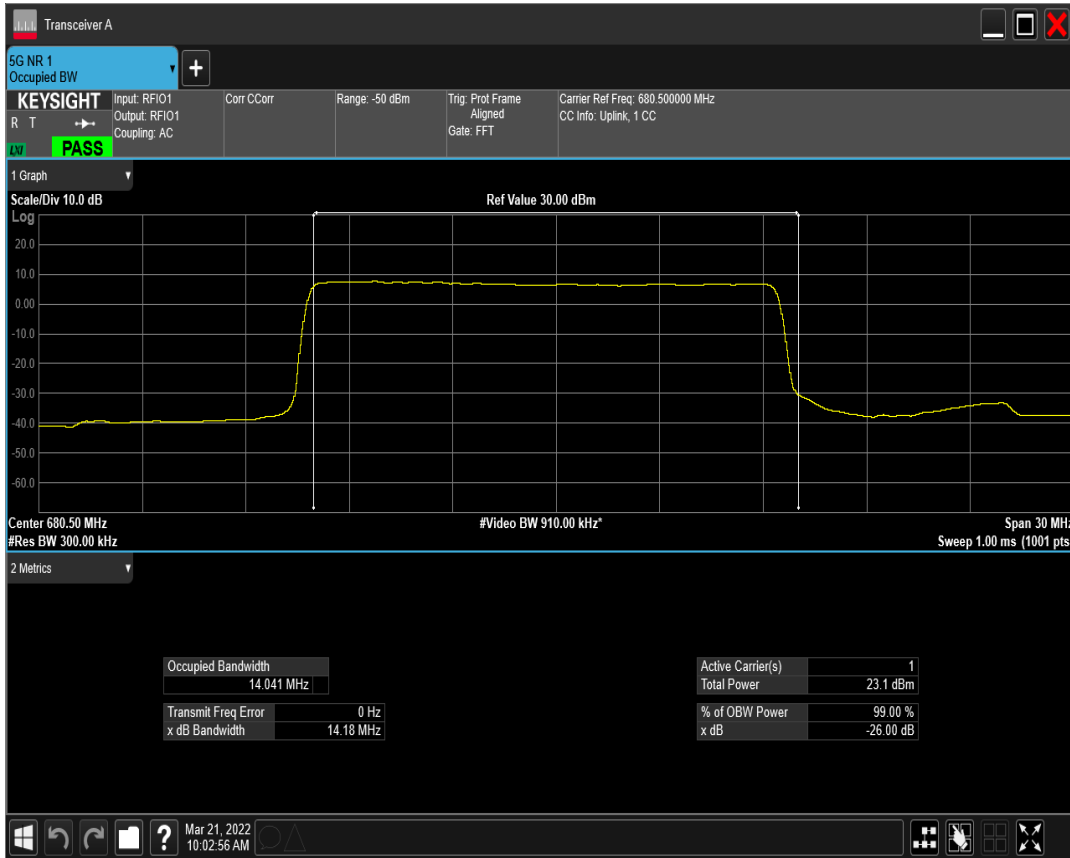 Transceiver A
5G NR 1
Occupied BW
KEYSIGHT
R T
LXI
PASS
Input: RFIO1
Output: RFIO1
Coupling: AC
Corr CCorr
Range: -50 dBm
Trig: Prot Frame
Aligned
Gate: FFT
Carrier Ref Freq: 680.500000 MHz
CC Info: Uplink, 1 CC
1 Graph
Scale/Div 10.0 dB
Ref Value 30.00 dBm
Log
20.0
10.0
0.00
-10.0
-20.0
-30.0
-40.0
-50.0
-60.0
Center 680.50 MHz
#Video BW 910.00 kHz*
Span 30 MHz
#Res BW 300.00 kHz
Sweep 1.00 ms (1001 pts
2 Metrics
Occupied Bandwidth
14.041 MHz
Transmit Freq Error 0 Hz
x dB Bandwidth 14.18 MHz
Active Carrier(s) 1
Total Power 23.1 dBm
% of OBW Power 99.00 %
x dB -26.00 dB
Mar 21, 2022
10:02:56 AM